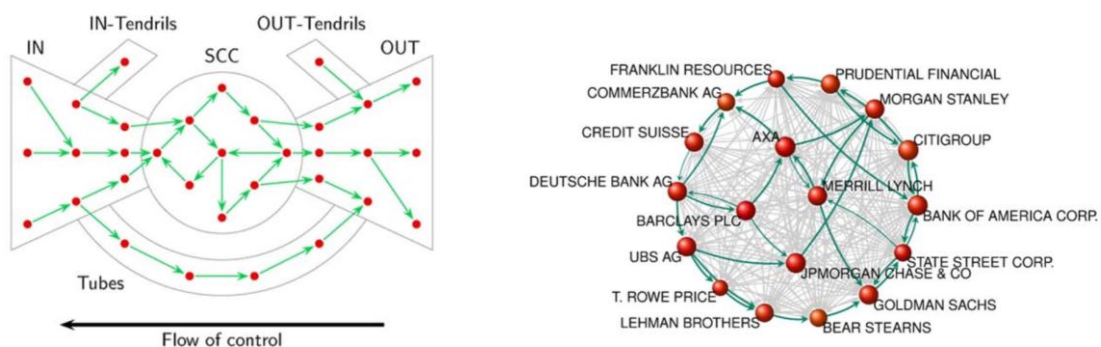 IN-Tendrils
OUT-Tendrils
IN
SCC
OUT
Tubes
Flow of control
FRANKLIN RESOURCES
PRUDENTIAL FINANCIAL
COMMERZBANK AG
MORGAN STANLEY
CREDIT SUISSE
AXA
CITIGROUP
DEUTSCHE BANK AG
MERRILL LYNCH
BARCLAYS PLC
BANK OF AMERICA CORP.
UBS AG
STATE STREET CORP.
JPMORGAN CHASE & CO
T. ROWE PRICE
GOLDMAN SACHS
LEHMAN BROTHERS
BEAR STEARNS